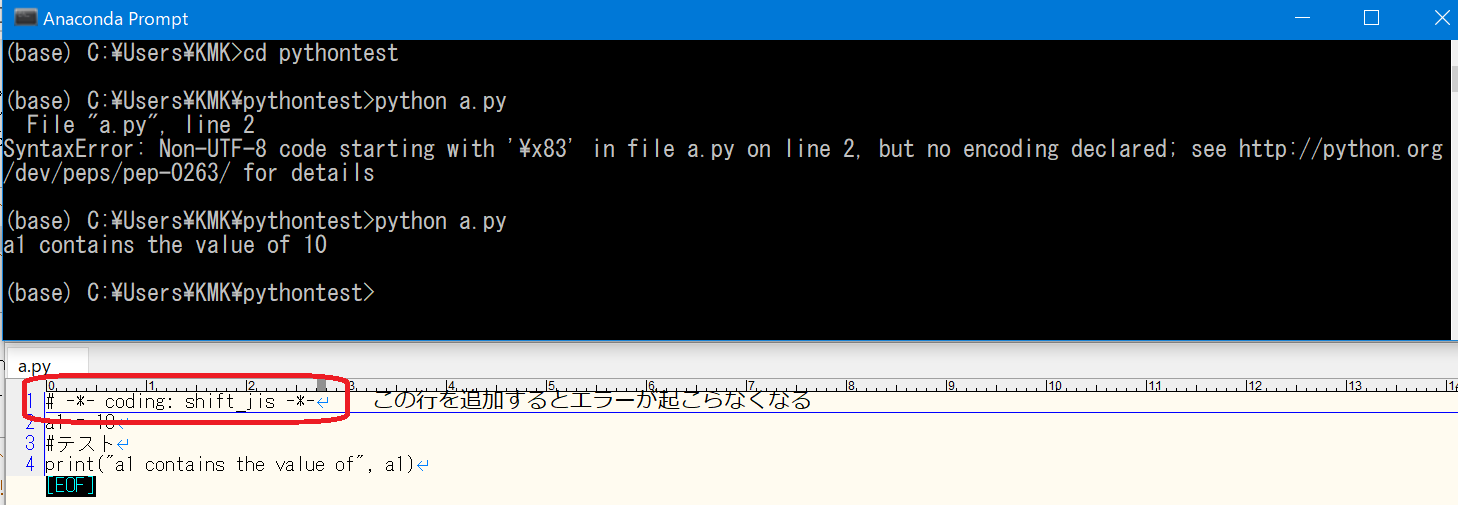 Anaconda Prompt
(base) C:¥Users¥KMK>cd pythontest
(base) C:¥Users¥KMK¥pythontest>python a.py
File "a.py", line 2
SyntaxError: Non-UTF-8 code starting with '¥x83' in file a.py on line 2, but no encoding declared; see http://python.org
/dev/peps/pep-0263/ for details
(base) C:¥Users¥KMK¥pythontest>python a.py
a1 contains the value of 10
(base) C:¥Users¥KMK¥pythontest>
a.py
0 1 2 3 4 5 6 7 8 9 10 11 12 13
1 # -*- coding: shift_jis -*-↵ この行を追加するとエラーが起こらなくなる
2 a1 = 10↵
3 #テスト↵
4 print("a1 contains the value of", a1)↵
[EOF]